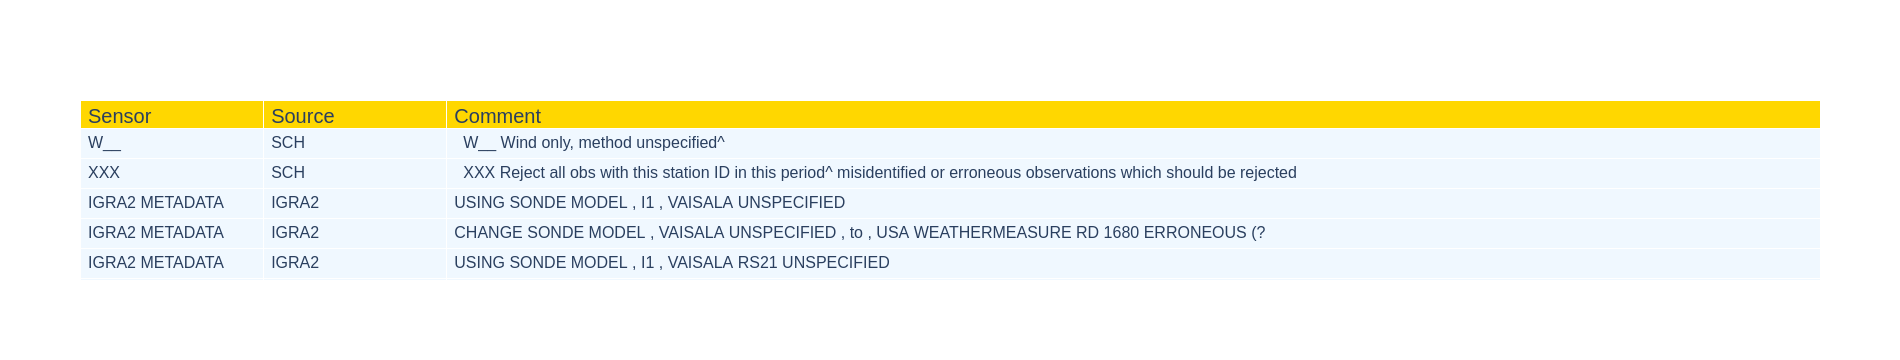 Sensor Source Comment
W__ SCH W__ Wind only, method unspecified^
XXX SCH XXX Reject all obs with this station ID in this period^ misidentified or erroneous observations which should be rejected
IGRA2 METADATA IGRA2 USING SONDE MODEL , I1 , VAISALA UNSPECIFIED
IGRA2 METADATA IGRA2 CHANGE SONDE MODEL , VAISALA UNSPECIFIED , to , USA WEATHERMEASURE RD 1680 ERRONEOUS (?
IGRA2 METADATA IGRA2 USING SONDE MODEL , I1 , VAISALA RS21 UNSPECIFIED